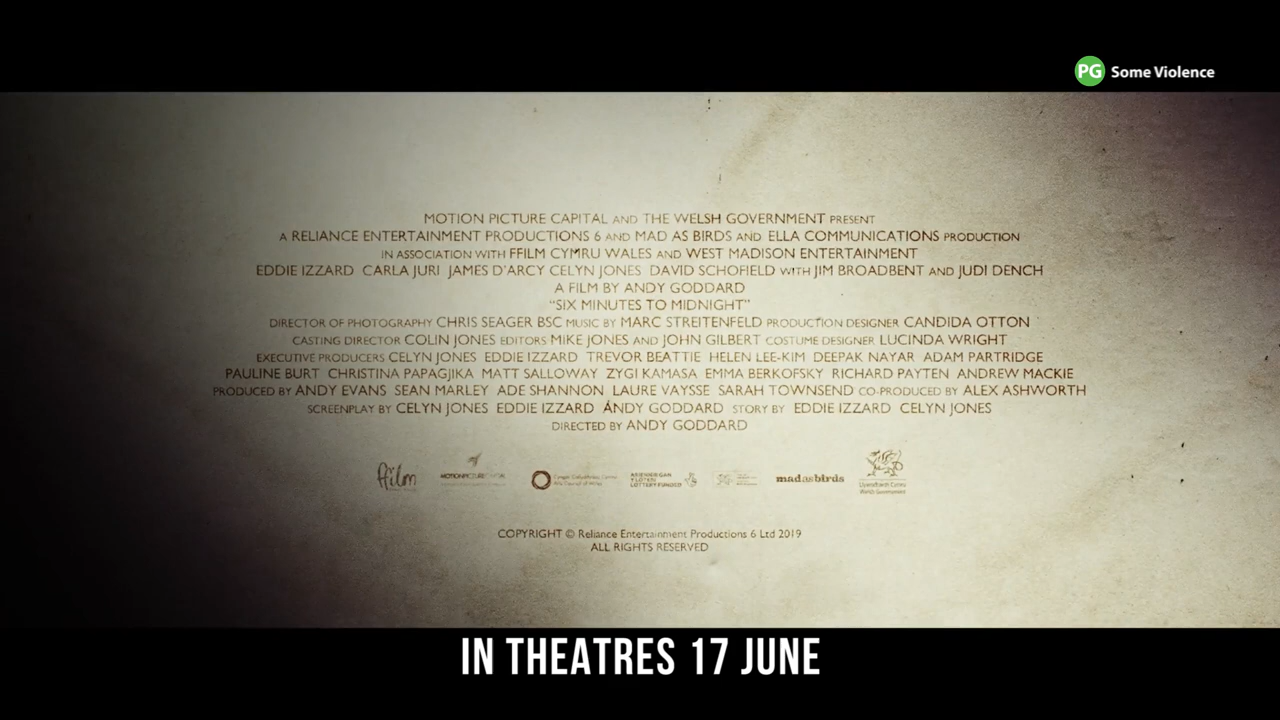 PG Some Violence
MOTION PICTURE CAPITAL AND THE WELSH GOVERNMENT PRESENT
A RELIANCE ENTERTAINMENT PRODUCTIONS 6 AND MAD AS BIRDS AND ELLA COMMUNICATIONS PRODUCTION
IN ASSOCIATION WITH FFILM CYMRU WALES AND WEST MADISON ENTERTAINMENT
EDDIE IZZARD CARLA JURI JAMES D'ARCY CELYN JONES DAVID SCHOFIELD WITH JIM BROADBENT AND JUDI DENCH
A FILM BY ANDY GODDARD
"SIX MINUTES TO MIDNIGHT"
DIRECTOR OF PHOTOGRAPHY CHRIS SEAGER BSC MUSIC BY MARC STREITENFELD PRODUCTION DESIGNER CANDIDA OTTON
CASTING DIRECTOR COLIN JONES EDITORS MIKE JONES AND JOHN GILBERT COSTUME DESIGNER LUCINDA WRIGHT
EXECUTIVE PRODUCERS CELYN JONES EDDIE IZZARD TREVOR BEATTIE HELEN LEE-KIM DEEPAK NAYAR ADAM PARTRIDGE
PAULINE BURT CHRISTINA PAPAGJIKA MATT SALLOWAY ZYGI KAMASA EMMA BERKOFSKY RICHARD PAYTEN ANDREW MACKIE
PRODUCED BY ANDY EVANS SEAN MARLEY ADE SHANNON LAURE VAYSSE SARAH TOWNSEND CO-PRODUCED BY ALEX ASHWORTH
SCREENPLAY BY CELYN JONES EDDIE IZZARD ANDY GODDARD STORY BY EDDIE IZZARD CELYN JONES
DIRECTED BY ANDY GODDARD
ffilm MOTION PICTURE CAPITAL LOTTERY FUNDED madasbirds
Welsh Government
COPYRIGHT © Reliance Entertainment Productions 6 Ltd 2019
ALL RIGHTS RESERVED
IN THEATRES 17 JUNE